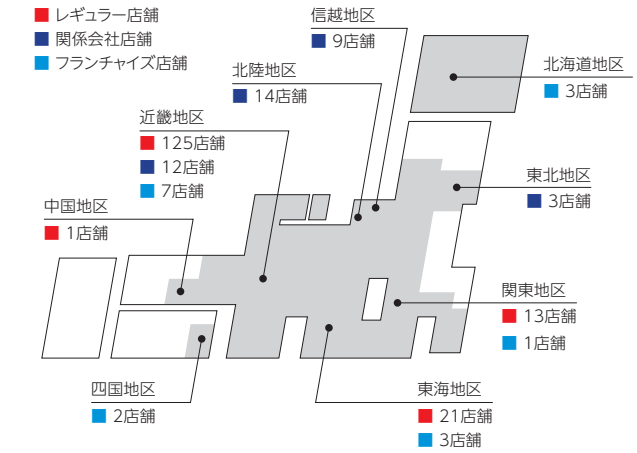 レギュラー店舗
関係会社店舗
フランチャイズ店舗
信越地区
9店舗
北陸地区
14店舗
北海道地区
3店舗
近畿地区
125店舗
12店舗
7店舗
東北地区
3店舗
中国地区
1店舗
関東地区
13店舗
1店舗
四国地区
2店舗
東海地区
21店舗
3店舗